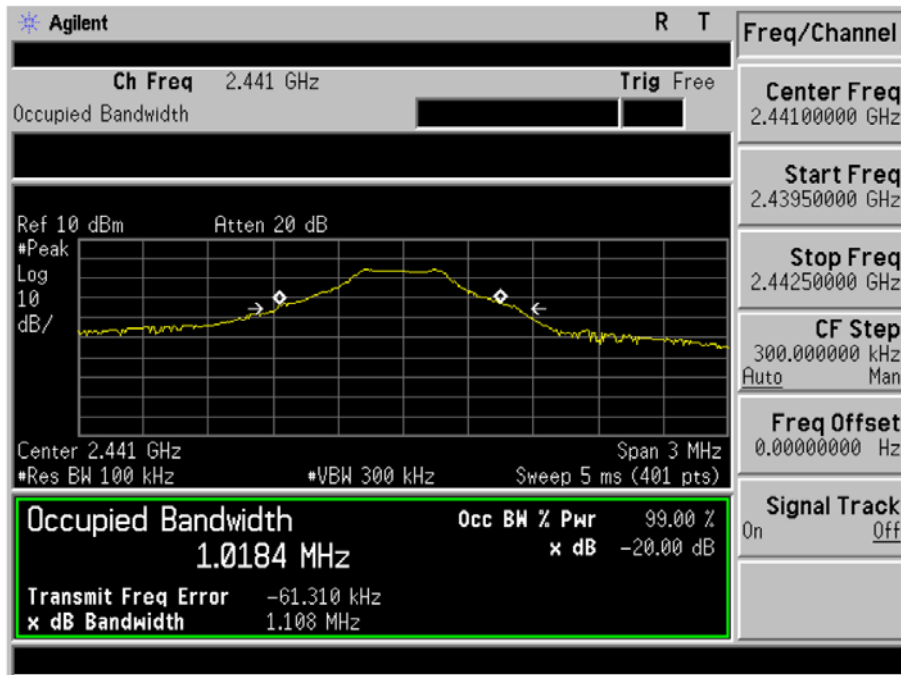 Agilent R T
Ch Freq 2.441 GHz Trig Free
Occupied Bandwidth
Ref 10 dBm Atten 20 dB
#Peak
Log
10
dB/
Center 2.441 GHz Span 3 MHz
#Res BW 100 kHz #VBW 300 kHz Sweep 5 ms (401 pts)
Occupied Bandwidth Occ BW % Pwr 99.00 %
1.0184 MHz x dB -20.00 dB
Transmit Freq Error -61.310 kHz
x dB Bandwidth 1.108 MHz
Freq/Channel
Center Freq
2.44100000 GHz
Start Freq
2.43950000 GHz
Stop Freq
2.44250000 GHz
CF Step
300.000000 kHz
Auto Man
Freq Offset
0.00000000 Hz
Signal Track
On Off